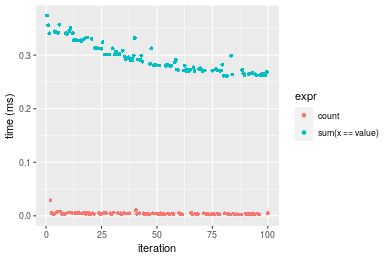 0.3
0.2
0.1
0.0
time (ms)
0
25
50
75
100
iteration
expr
count
sum(x == value)